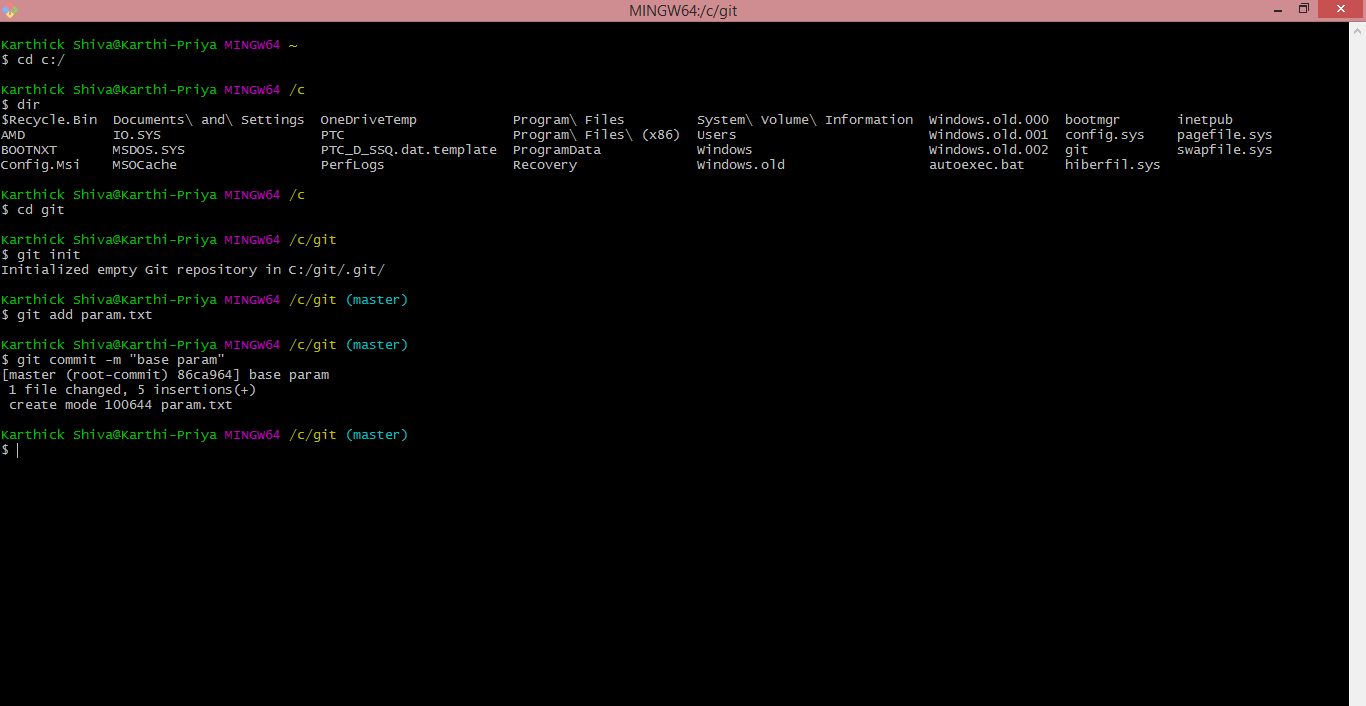 MINGW64:/c/git
Karthick Shiva@Karthi-Priya MINGW64 ~
$ cd c:/
Karthick Shiva@Karthi-Priya MINGW64 /c
$ dir
$Recycle.Bin  Documents\ and\ Settings  OneDriveTemp            Program\ Files          System\ Volume\ Information  Windows.old.000  bootmgr       inetpub
AMD           IO.SYS                    PTC                     Program\ Files\ (x86)  Users                        Windows.old.001  config.sys    pagefile.sys
BOOTNXT       MSDOS.SYS                 PTC_D_SSQ.dat.template  ProgramData            Windows                      Windows.old.002  git           swapfile.sys
Config.Msi    MSOCache                  PerfLogs                Recovery               Windows.old                  autoexec.bat     hiberfil.sys
Karthick Shiva@Karthi-Priya MINGW64 /c
$ cd git
Karthick Shiva@Karthi-Priya MINGW64 /c/git
$ git init
Initialized empty Git repository in C:/git/.git/
Karthick Shiva@Karthi-Priya MINGW64 /c/git (master)
$ git add param.txt
Karthick Shiva@Karthi-Priya MINGW64 /c/git (master)
$ git commit -m "base param"
[master (root-commit) 86ca964] base param
 1 file changed, 5 insertions(+)
 create mode 100644 param.txt
Karthick Shiva@Karthi-Priya MINGW64 /c/git (master)
$